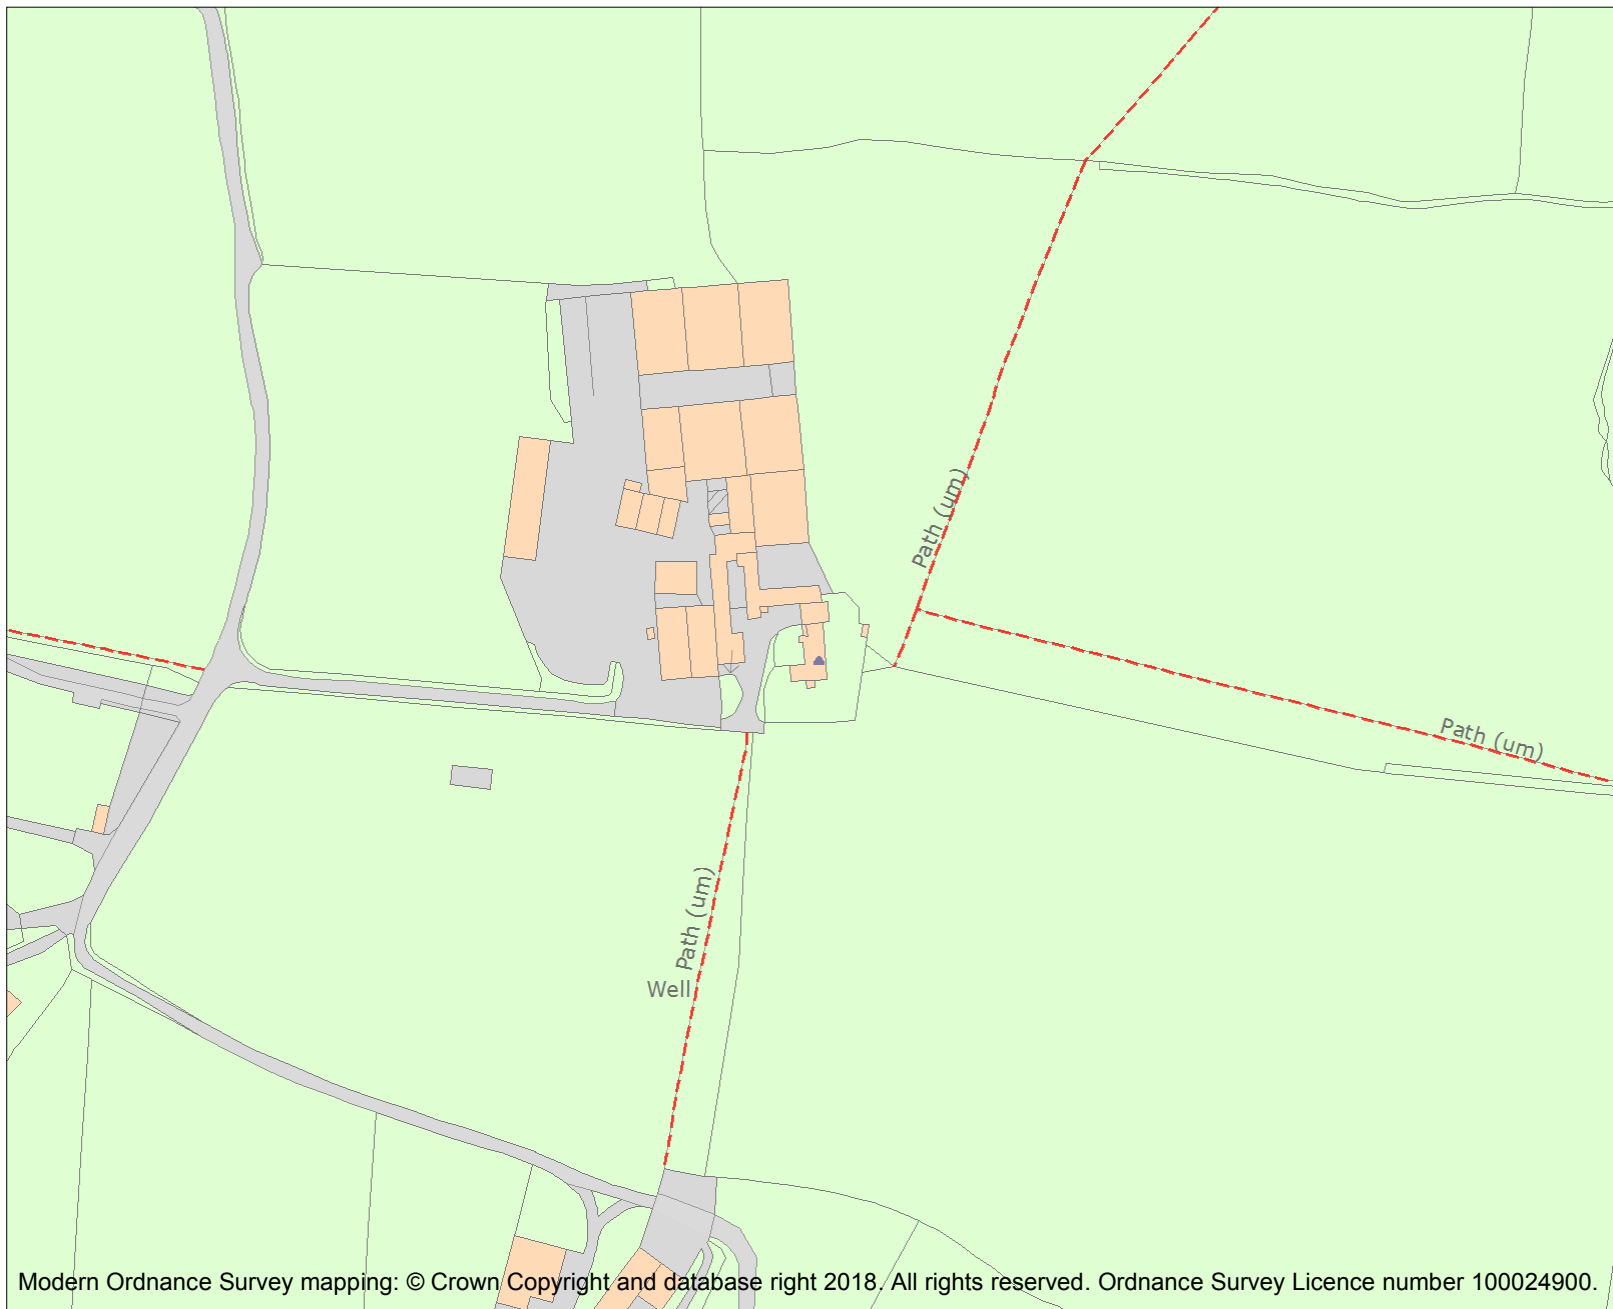 Path (um)
Path (um)
Path (um)
Well
Modern Ordnance Survey mapping: © Crown Copyright and database right 2018. All rights reserved. Ordnance Survey Licence number 100024900.